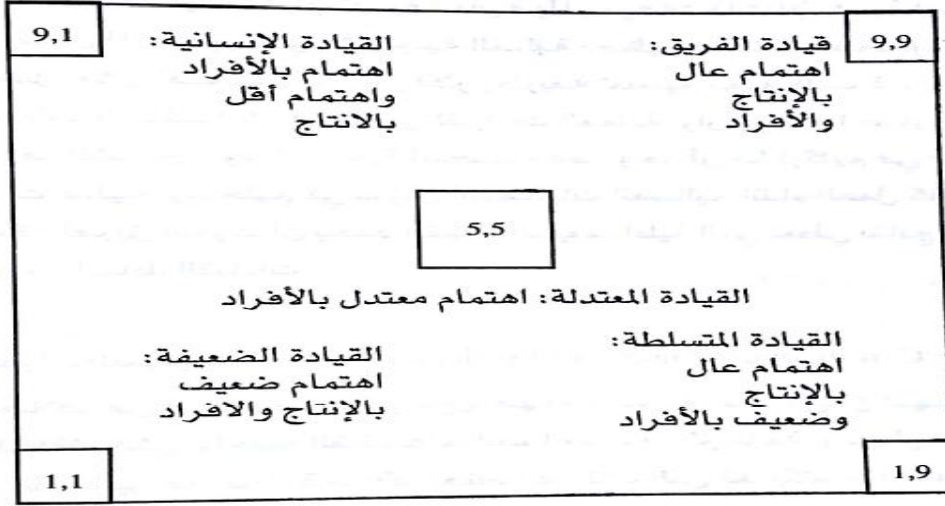 9,9
قيادة الفريق:
اهتمام عال
بالإنتاج
والأفراد
القيادة الإنسانية:
اهتمام بالأفراد
واهتمام أقل
بالانتاج
9,1
5,5
القيادة المعتدلة: اهتمام معتدل بالأفراد
القيادة المتسلطة:
اهتمام عال
بالإنتاج
وضعيف بالأفراد
1,9
القيادة الضعيفة:
اهتمام ضعيف
بالإنتاج والافراد
1,1